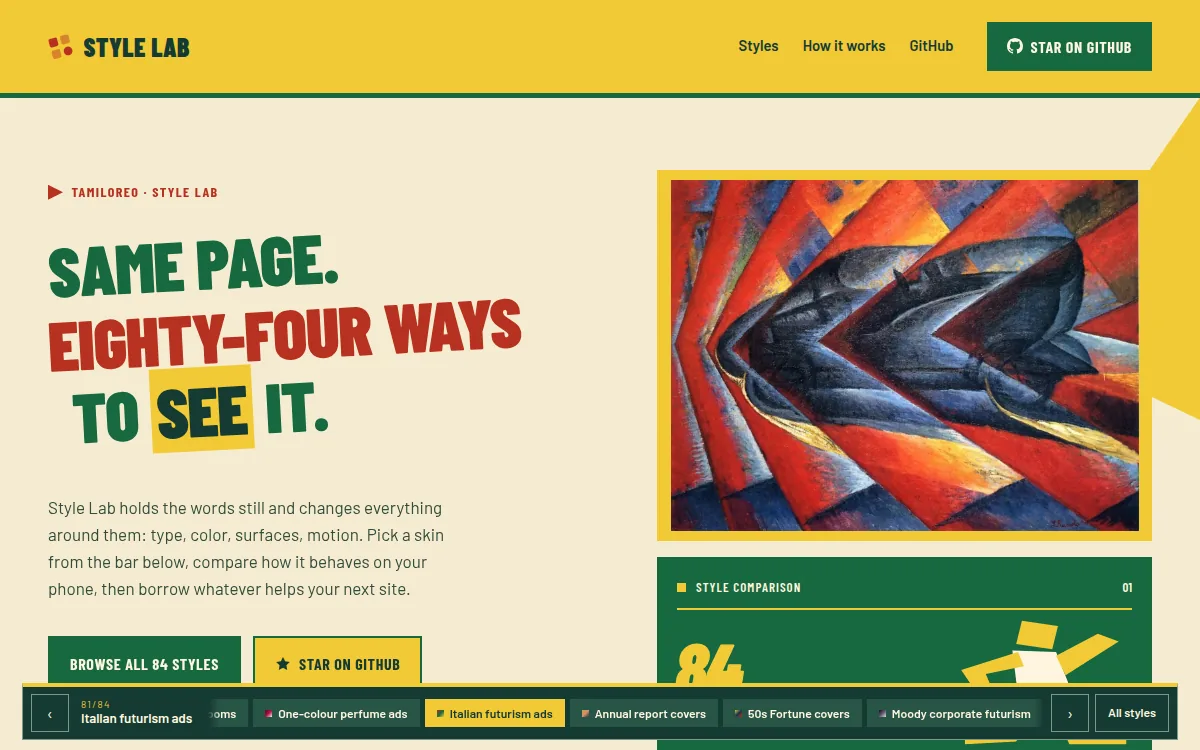 STYLE LAB
Styles
How it works
GitHub
STAR ON GITHUB
TAMILOREO · STYLE LAB
SAME PAGE.
EIGHTY-FOUR WAYS
TO SEE IT.
Style Lab holds the words still and changes everything
around them: type, color, surfaces, motion. Pick a skin
from the bar below, compare how it behaves on your
phone, then borrow whatever helps your next site.
BROWSE ALL 84 STYLES
STAR ON GITHUB
STYLE COMPARISON
01
84
81/84
Italian futurism ads
One-colour perfume ads
Italian futurism ads
Annual report covers
50s Fortune covers
Moody corporate futurism
All styles